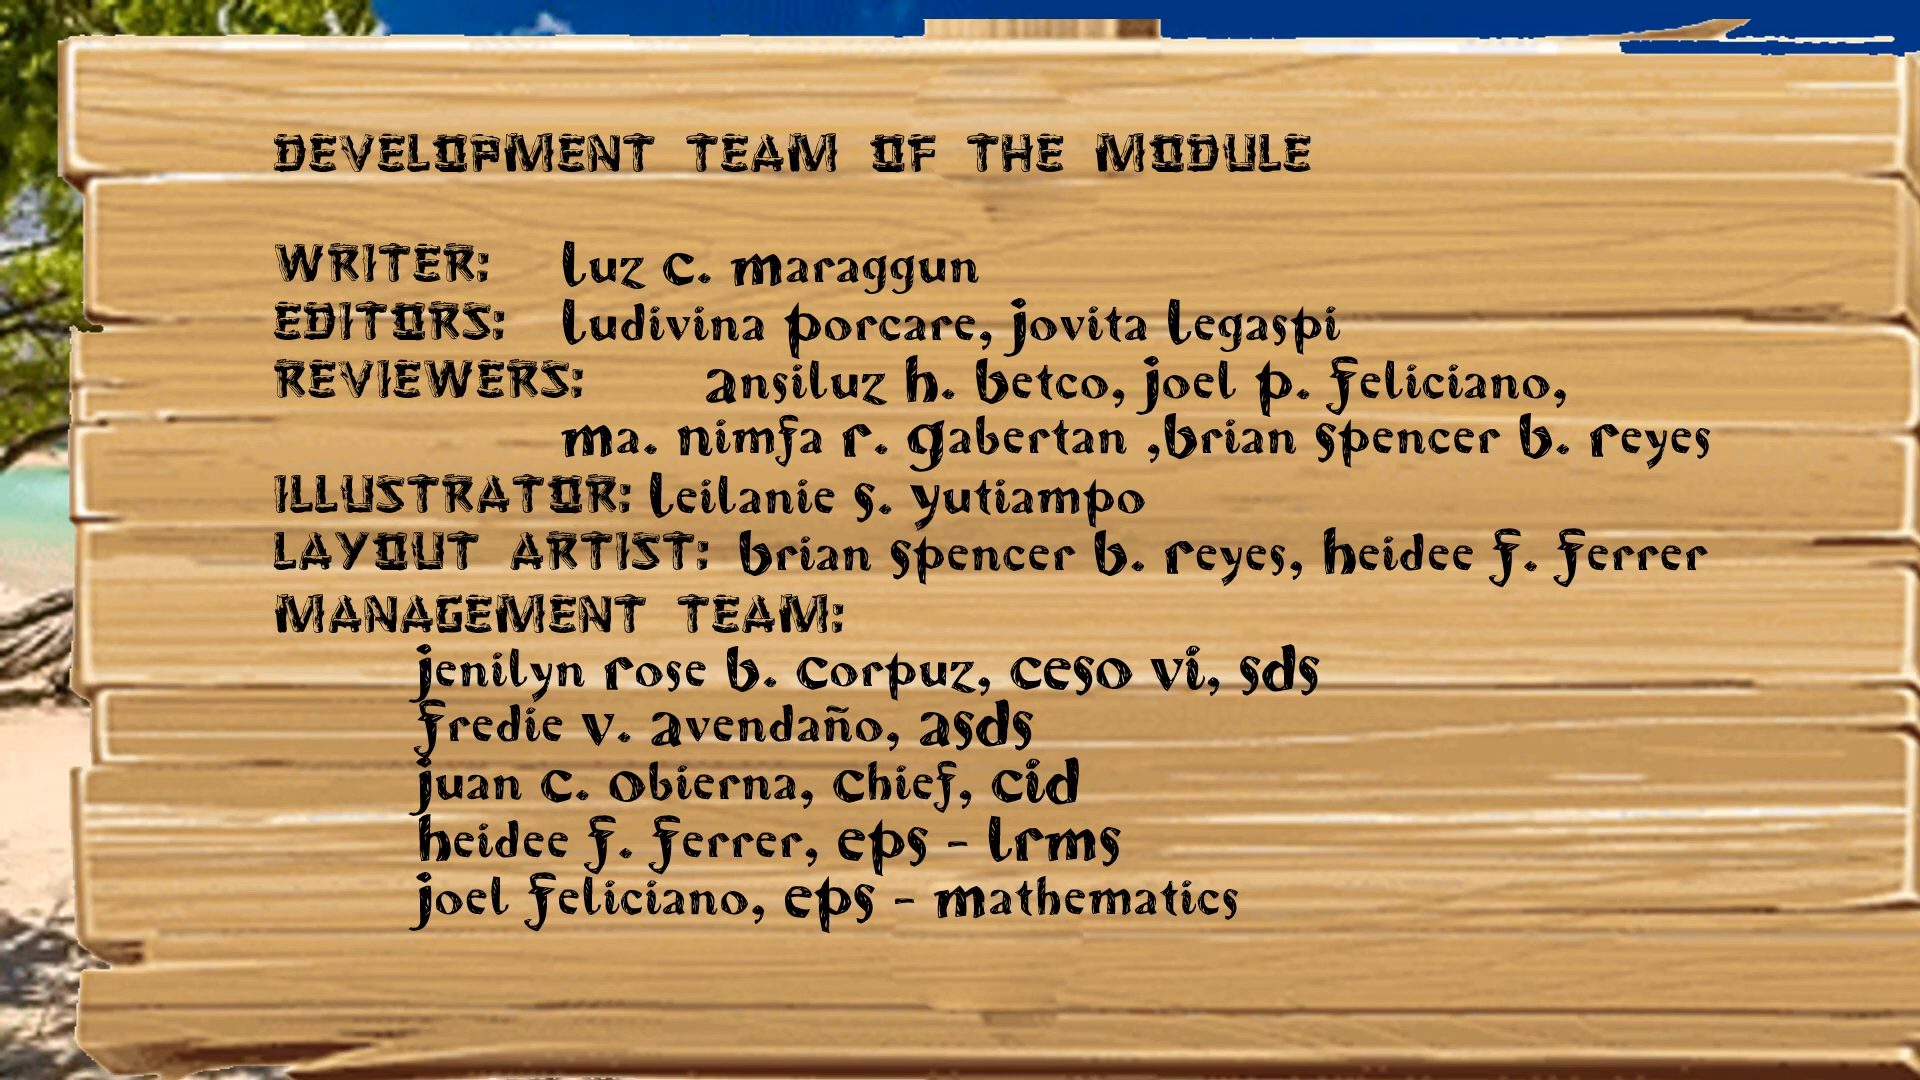 DEVELOPMENT TEAM OF THE MODULE
WRITER: Luz C. Maraggun
EDITORS: Ludivina Porcare, Jovita Legaspi
REVIEWERS: Ansiluz H. Betco, Joel P. Feliciano,
Ma. Nimfa R. Gabertan ,Brian Spencer B. Reyes
ILLUSTRATOR: Leilanie S. Yutiampo
LAYOUT ARTIST: Brian Spencer B. Reyes, Heidee F. Ferrer
MANAGEMENT TEAM:
Jenilyn Rose B. Corpuz, CESO VI, SDS
Fredie V. Avendaño, ASDS
Juan C. Obierna, Chief, CID
Heidee F. Ferrer, EPS - LRMS
Joel Feliciano, EPS - Mathematics